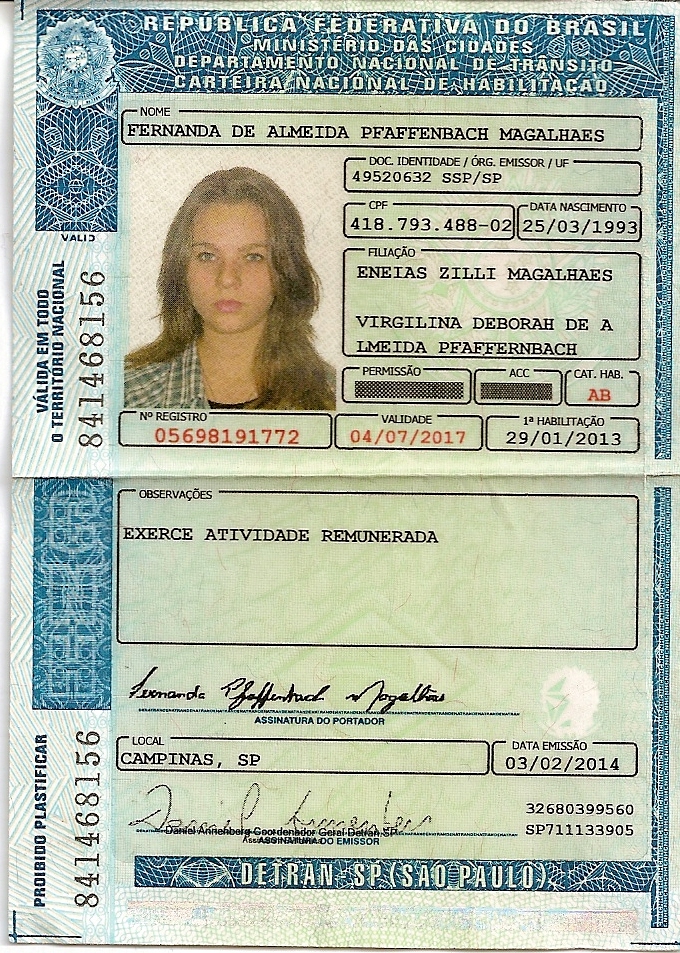 REPÚBLICA FEDERATIVA DO BRASIL
MINISTÉRIO DAS CIDADES
DEPARTAMENTO NACIONAL DE TRÂNSITO
CARTEIRA NACIONAL DE HABILITAÇÃO
NOME
FERNANDA DE ALMEIDA PFAFFENBACH MAGALHAES
DOC. IDENTIDADE / ÓRG. EMISSOR / UF
49520632 SSP/SP
CPF
418.793.488-02
DATA NASCIMENTO
25/03/1993
FILIAÇÃO
ENEIAS ZILLI MAGALHAES
VIRGILINA DEBORAH DE A
LMEIDA PFAFFERNBACH
PERMISSÃO
ACC
CAT. HAB.
AB
Nº REGISTRO
05698191772
VALIDADE
04/07/2017
1ª HABILITAÇÃO
29/01/2013
VALID
VÁLIDA EM TODO
O TERRITÓRIO NACIONAL
841468156
OBSERVAÇÕES
EXERCE ATIVIDADE REMUNERADA
Fernanda Pfaffenbach Magalhães
ASSINATURA DO PORTADOR
LOCAL
CAMPINAS, SP
DATA EMISSÃO
03/02/2014
Daniel Annenberg
Daniel Annenberg Coordenador Geral Detran SP
ASSINATURA DO EMISSOR
32680399560
SP711133905
PROIBIDO PLASTIFICAR
841468156
DETRAN-SP (SÃO PAULO)